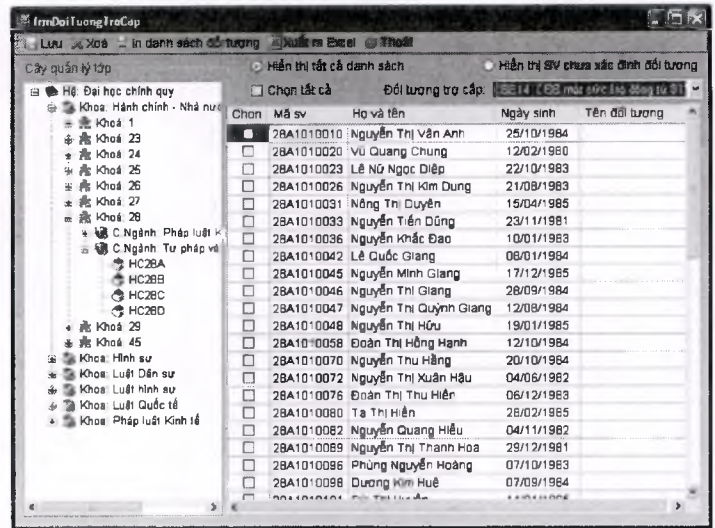 frmDoiTuongTroCap
Lưu Xoá In danh sách đối tượng Xuất ra Excel Thoát
Cây quản lý lớp
Hiển thị tất cả danh sách
Hiển thị SV chưa xác định đối tượng
Chọn tất cả
Đối tượng trợ cấp:
Hệ: Đại học chính quy
Khoa: Hành chính - Nhà nướ
Khoá: 1
Khoá: 23
Khoá: 24
Khoá: 25
Khoá: 26
Khoá: 27
Khoá: 28
C.Ngành: Pháp luật K
C.Ngành: Tư pháp và
HC28A
HC28B
HC28C
HC28D
Khoá: 29
Khoá: 45
Khoa: Hình sự
Khoa: Luật Dân sự
Khoa: Luật hình sự
Khoa: Luật Quốc tế
Khoa: Pháp luật Kinh tế
Chọn Mã sv Họ và tên Ngày sinh Tên đối tượng
28A1010010 Nguyễn Thị Vân Anh 25/10/1984
28A1010020 Vũ Quang Chung 12/02/1980
28A1010023 Lê Nữ Ngọc Diệp 22/10/1983
28A1010026 Nguyễn Thị Kim Dung 21/08/1983
28A1010031 Nông Thị Duyên 15/04/1985
28A1010033 Nguyễn Tiến Dũng 23/11/1981
28A1010036 Nguyễn Khắc Đao 10/01/1983
28A1010042 Lê Quốc Giang 08/01/1984
28A1010045 Nguyễn Minh Giang 17/12/1985
28A1010046 Nguyễn Thị Giang 28/09/1984
28A1010047 Nguyễn Thị Quỳnh Giang 12/08/1984
28A1010048 Nguyễn Thị Hữu 19/01/1985
28A1010058 Đoàn Thị Hồng Hạnh 12/10/1984
28A1010070 Nguyễn Thu Hằng 20/10/1984
28A1010072 Nguyễn Thị Xuân Hậu 04/06/1982
28A1010076 Đoàn Thị Thu Hiền 06/12/1983
28A1010080 Tạ Thị Hiền 28/02/1985
28A1010082 Nguyễn Quang Hiếu 04/11/1982
28A1010089 Nguyễn Thị Thanh Hoa 29/12/1981
28A1010096 Phùng Nguyễn Hoàng 07/10/1983
28A1010098 Dương Kim Huệ 07/09/1984